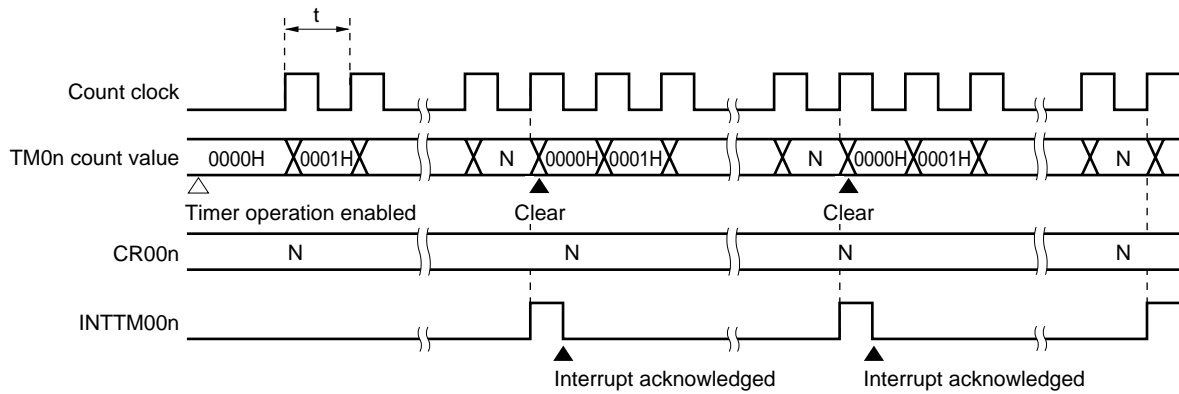 t
Count clock
TM0n count value 0000H 0001H N 0000H 0001H N 0000H 0001H N
Timer operation enabled Clear Clear
CR00n N N N N
INTTM00n
Interrupt acknowledged Interrupt acknowledged